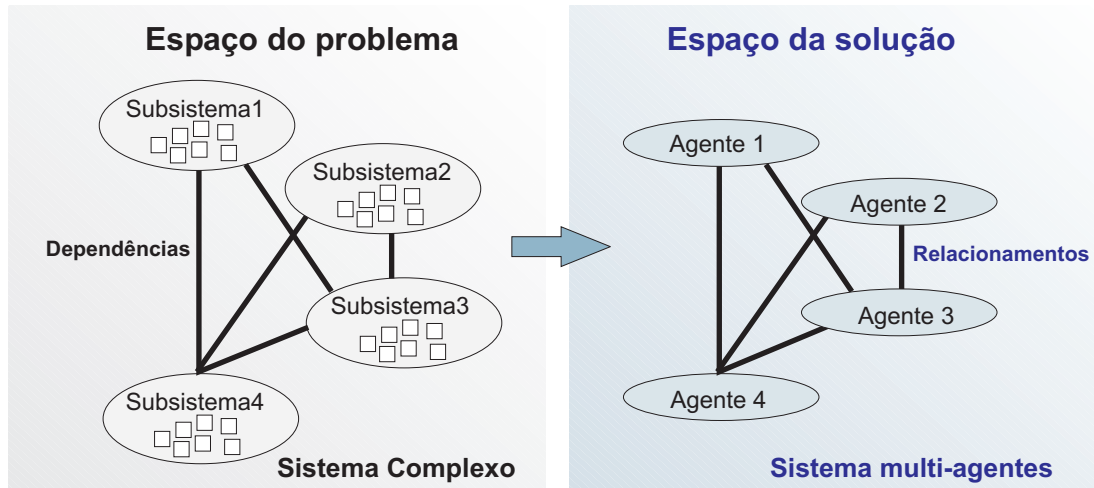 Espaço do problema
Subsistema1
Subsistema2
Dependências
Subsistema3
Subsistema4
Sistema Complexo
Espaço da solução
Agente 1
Agente 2
Relacionamentos
Agente 3
Agente 4
Sistema multi-agentes